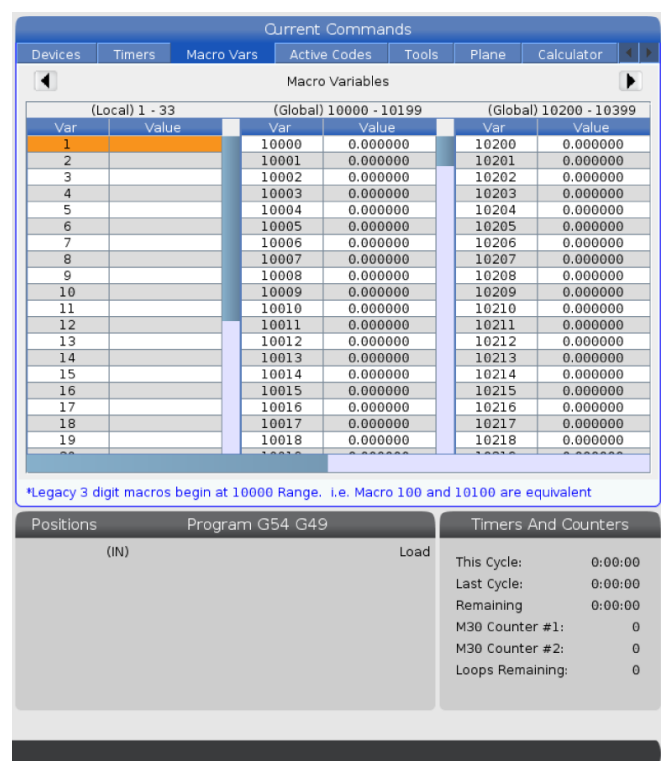 Current Commands
Devices Timers Macro Vars Active Codes Tools Plane Calculator
Macro Variables
(Local) 1 - 33 (Global) 10000 - 10199 (Global) 10200 - 10399
Var Value Var Value Var Value
1 10000 0.000000 10200 0.000000
2 10001 0.000000 10201 0.000000
3 10002 0.000000 10202 0.000000
4 10003 0.000000 10203 0.000000
5 10004 0.000000 10204 0.000000
6 10005 0.000000 10205 0.000000
7 10006 0.000000 10206 0.000000
8 10007 0.000000 10207 0.000000
9 10008 0.000000 10208 0.000000
10 10009 0.000000 10209 0.000000
11 10010 0.000000 10210 0.000000
12 10011 0.000000 10211 0.000000
13 10012 0.000000 10212 0.000000
14 10013 0.000000 10213 0.000000
15 10014 0.000000 10214 0.000000
16 10015 0.000000 10215 0.000000
17 10016 0.000000 10216 0.000000
18 10017 0.000000 10217 0.000000
19 10018 0.000000 10218 0.000000
*Legacy 3 digit macros begin at 10000 Range. i.e. Macro 100 and 10100 are equivalent
Positions Program G54 G49
(IN) Load
Timers And Counters
This Cycle: 0:00:00
Last Cycle: 0:00:00
Remaining 0:00:00
M30 Counter #1: 0
M30 Counter #2: 0
Loops Remaining: 0